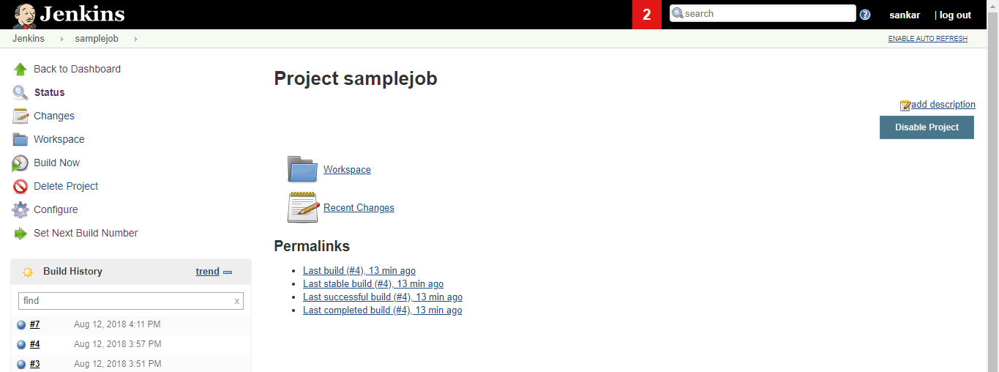 Jenkins
2
search
sankar
| log out
Jenkins
samplejob
ENABLE AUTO REFRESH
Back to Dashboard
Status
Changes
Workspace
Build Now
Delete Project
Configure
Set Next Build Number
Build History
trend
find
x
#7 Aug 12, 2018 4:11 PM
#4 Aug 12, 2018 3:57 PM
#3 Aug 12, 2018 3:51 PM
Project samplejob
add description
Disable Project
Workspace
Recent Changes
Permalinks
Last build (#4), 13 min ago
Last stable build (#4), 13 min ago
Last successful build (#4), 13 min ago
Last completed build (#4), 13 min ago